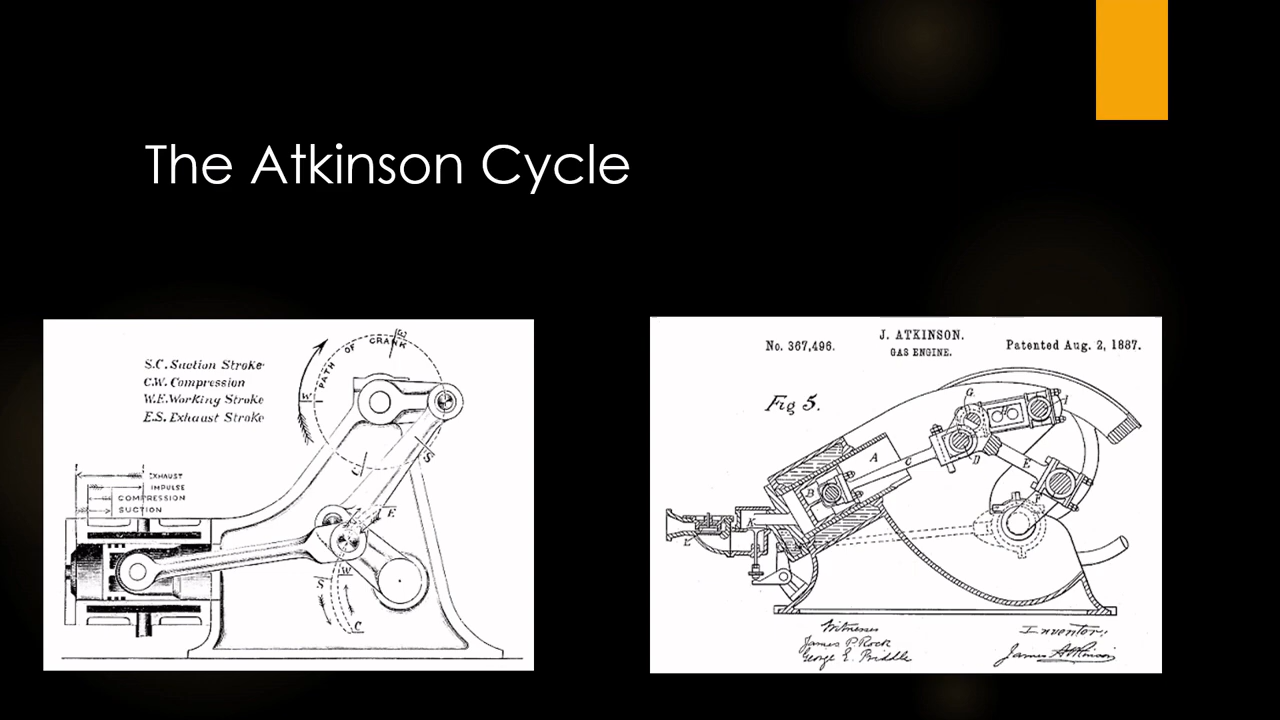 The Atkinson Cycle
S.C. Suction Stroke
C.W. Compression
W.E. Working Stroke
E.S. Exhaust Stroke
PATH OF CRANK
W
S
EXHAUST
IMPULSE
COMPRESSION
SUCTION
E
S W
C
No. 367,496.
J. ATKINSON.
GAS ENGINE.
Patented Aug. 2, 1887.
Fig 5.
G
A
C
D
E
B
K
L
Witnesses
James P. Rock
George E. Priddle
Inventor:
James Atkinson